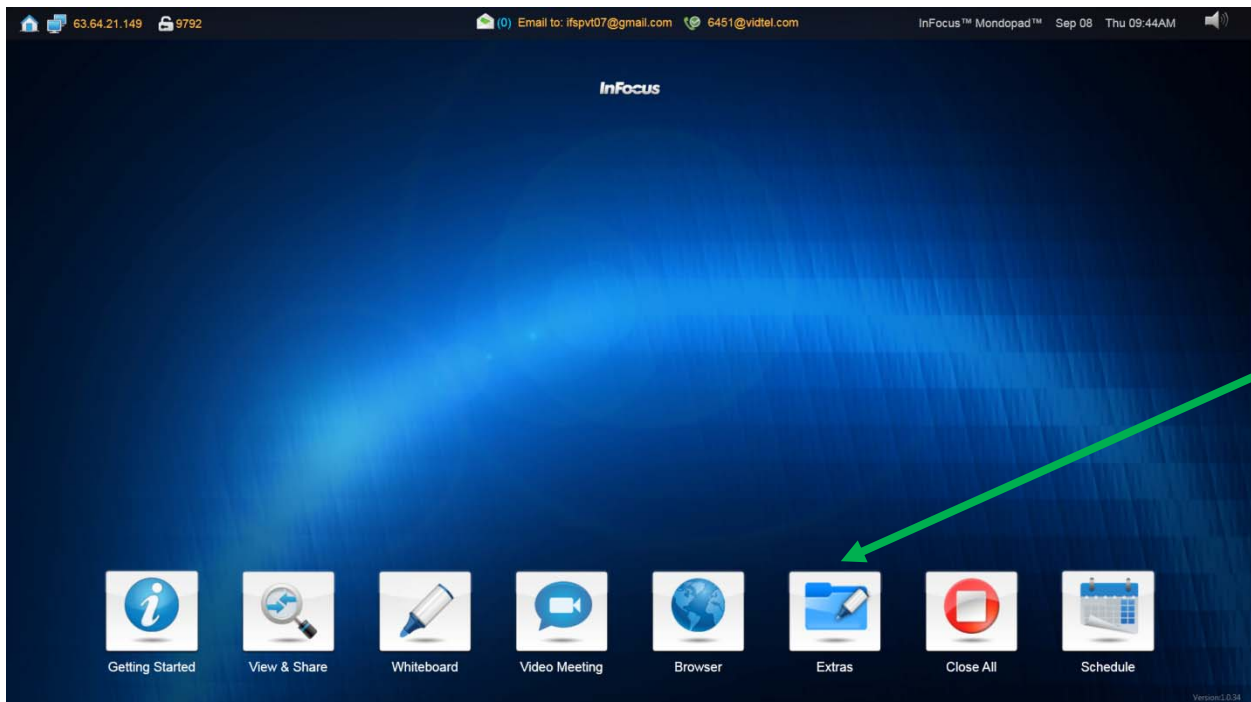 63.64.21.149 9792 (0) Email to: ifspvt07@gmail.com 6451@vidtel.com InFocus™ Mondopad™ Sep 08 Thu 09:44AM
InFocus
Getting Started View & Share Whiteboard Video Meeting Browser Extras Close All Schedule
Version:1.0.34